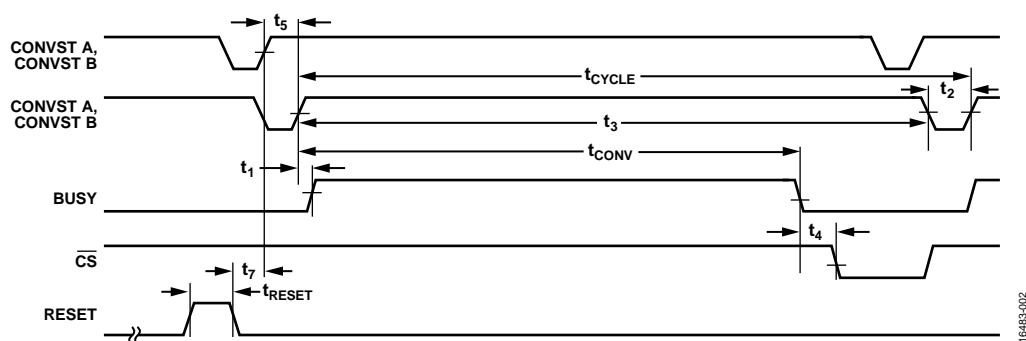 t5
CONVST A,
CONVST B
tCYCLE
t2
CONVST A,
CONVST B
t3
tCONV
t1
BUSY
t4
CS
t7
tRESET
RESET
16483-002